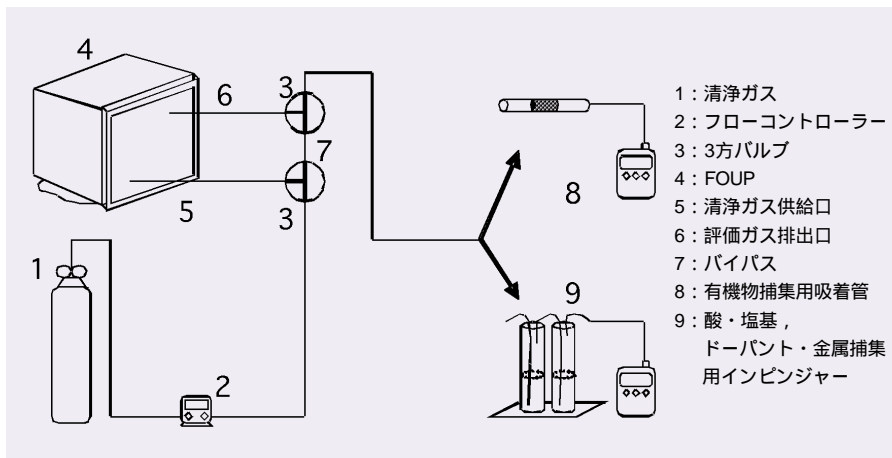 4
6
3
7
3
5
1
2
8
9
1：清浄ガス
2：フローコントローラー
3：3方バルブ
4：FOUP
5：清浄ガス供給口
6：評価ガス排出口
7：バイパス
8：有機物捕集用吸着管
9：酸・塩基，
ドーパント・金属捕集
用インピンジャー